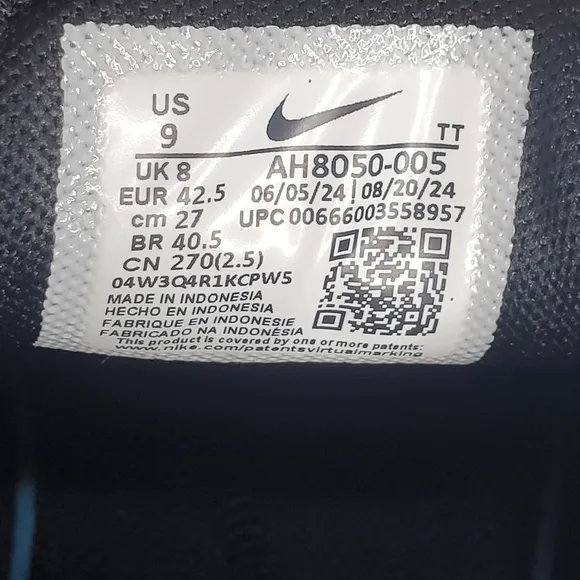 US
9
TT
UK 8
AH8050-005
EUR 42.5
06/05/24 | 08/20/24
cm 27
UPC 00666003558957
BR 40.5
CN 270(2.5)
04W3Q4R1KCPW5
MADE IN INDONESIA
HECHO EN INDONESIA
FABRIQUE EN INDONESIE
FABRICADO NA INDONÉSIA
This product is covered by one or more patents:
www.nike.com/patentsvirtualmarking